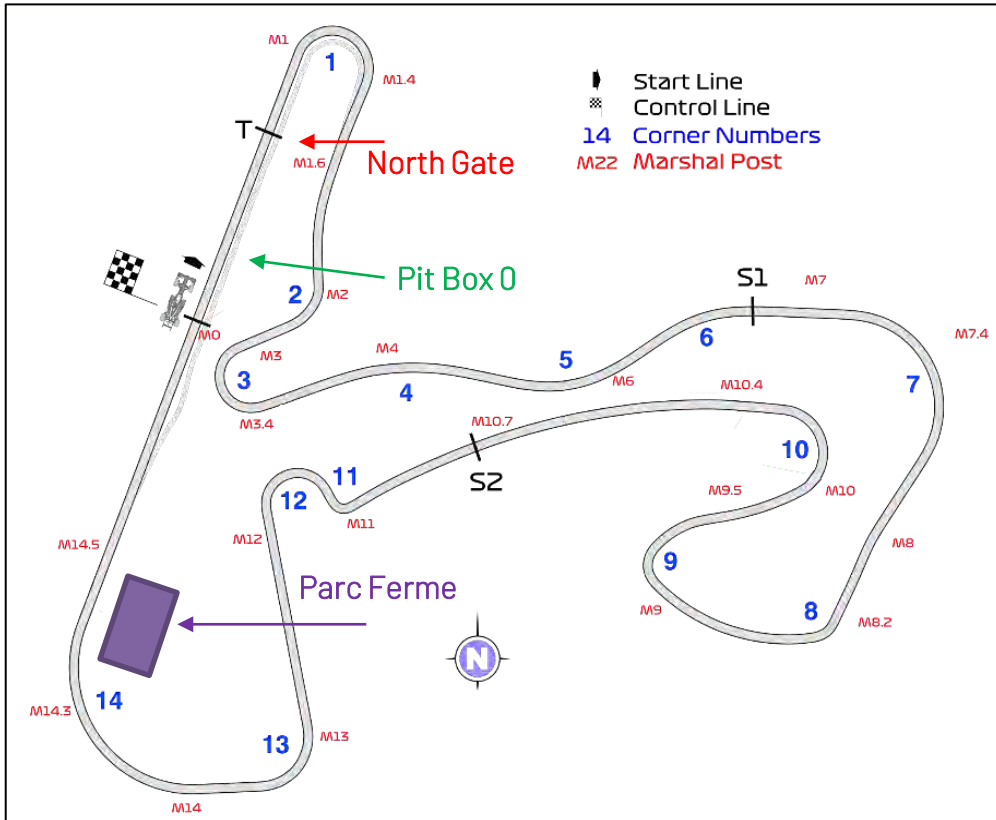 M1
1
M1.4
Start Line
Control Line
14 Corner Numbers
M22 Marshal Post
T
M1.6
North Gate
Pit Box 0
2
M2
M0
M3
3
M3.4
M4
4
5
M6
6
S1
M7
M7.4
7
M10.4
M10.7
S2
10
M10
M9.5
11
12
M11
M12
M14.5
Parc Ferme
9
M9
8
M8
M8.2
N
14
M14.3
13
M13
M14